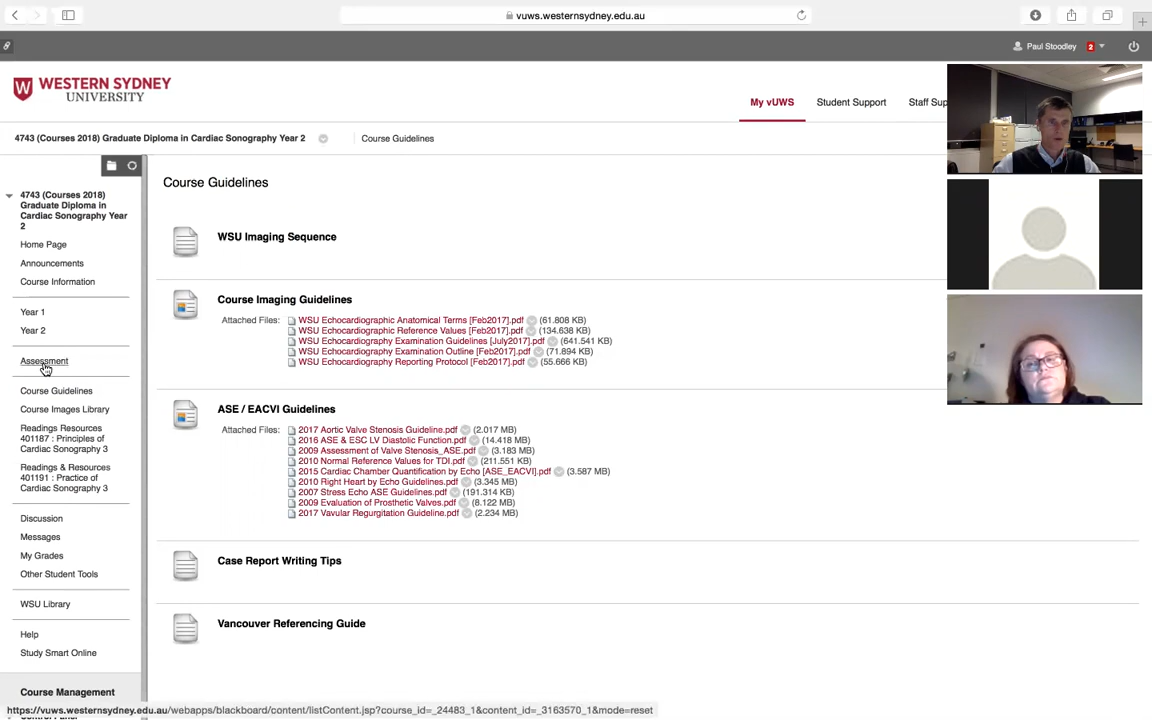 vuws.westernsydney.edu.au
Paul Stoodley 2
WESTERN SYDNEY
UNIVERSITY
My vUWS Student Support Staff Sup
4743 (Courses 2018) Graduate Diploma in Cardiac Sonography Year 2 Course Guidelines
4743 (Courses 2018)
Graduate Diploma in
Cardiac Sonography Year
2
Home Page
Announcements
Course Information
Year 1
Year 2
Assessment
Course Guidelines
Course Images Library
Readings Resources
401187 : Principles of
Cardiac Sonography 3
Readings & Resources
401191 : Practice of
Cardiac Sonography 3
Discussion
Messages
My Grades
Other Student Tools
WSU Library
Help
Study Smart Online
Course Management
Course Guidelines
WSU Imaging Sequence
Course Imaging Guidelines
Attached Files: WSU Echocardiographic Anatomical Terms [Feb2017].pdf (61.808 KB)
WSU Echocardiographic Reference Values [Feb2017].pdf (134.638 KB)
WSU Echocardiography Examination Guidelines [July2017].pdf (641.541 KB)
WSU Echocardiography Examination Outline [Feb2017].pdf (71.894 KB)
WSU Echocardiography Reporting Protocol [Feb2017].pdf (55.666 KB)
ASE / EACVI Guidelines
Attached Files: 2017 Aortic Valve Stenosis Guideline.pdf (2.017 MB)
2016 ASE & ESC LV Diastolic Function.pdf (14.418 MB)
2009 Assessment of Valve Stenosis_ASE.pdf (3.183 MB)
2010 Normal Reference Values for TDI.pdf (211.551 KB)
2015 Cardiac Chamber Quantification by Echo [ASE_EACVI].pdf (3.587 MB)
2010 Right Heart by Echo Guidelines.pdf (3.345 MB)
2007 Stress Echo ASE Guidelines.pdf (191.314 KB)
2009 Evaluation of Prosthetic Valves.pdf (8.122 MB)
2017 Vavular Regurgitation Guideline.pdf (2.234 MB)
Case Report Writing Tips
Vancouver Referencing Guide
https://vuws.westernsydney.edu.au/webapps/blackboard/content/listContent.jsp?course_id=_24483_1&content_id=_3163570_1&mode=reset